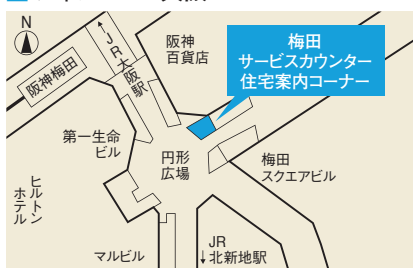 N
JR大阪駅
阪神
百貨店
梅田
サービスカウンター
住宅案内コーナー
阪神梅田
第一生命
ビル
円形
広場
梅田
スクエアビル
ヒルトン
ホテル
マルビル
JR
北新地駅